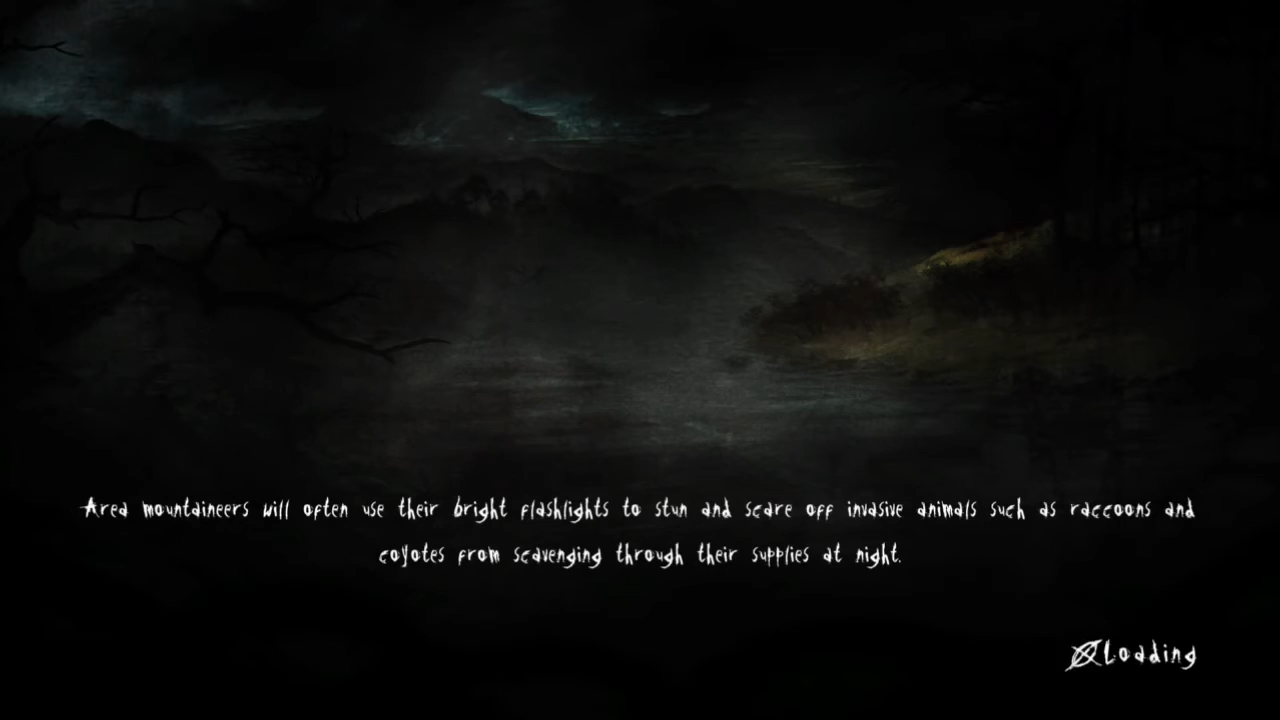 Area mountaineers will often use their bright flashlights to stun and scare off invasive animals such as raccoons and
coyotes from scavenging through their supplies at night.
Loading